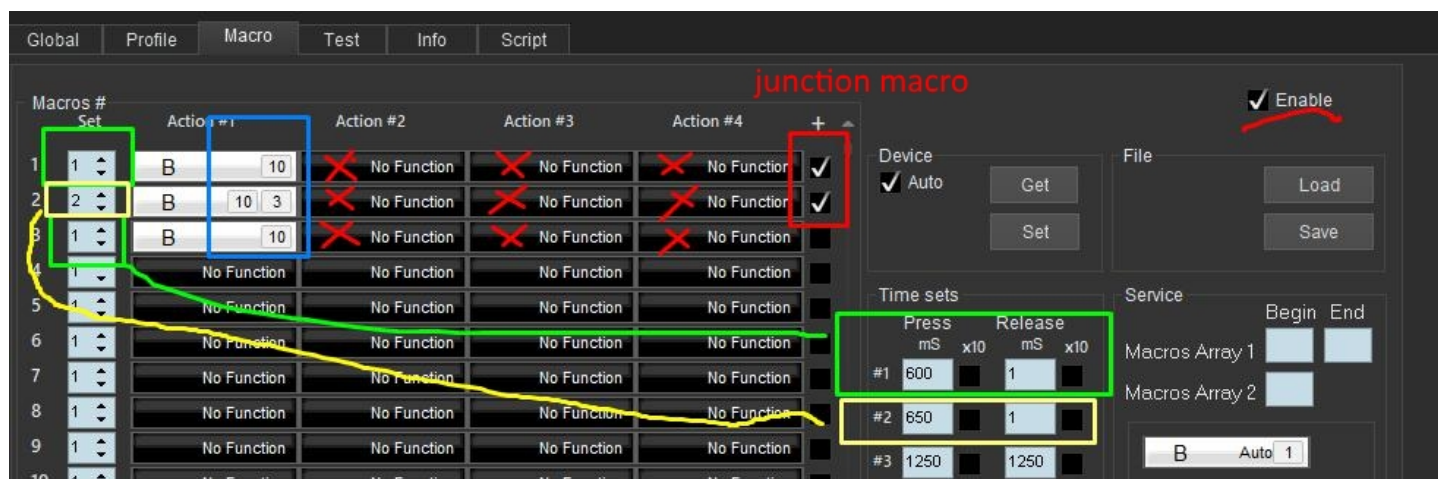 Global Profile Macro Test Info Script
junction macro
Enable
Macros #
Set Action #1 Action #2 Action #3 Action #4 +
1 1 B 10 No Function No Function No Function
2 2 B 10 3 No Function No Function No Function
3 1 B 10 No Function No Function No Function
4 1 No Function No Function No Function No Function
5 1 No Function No Function No Function No Function
6 1 No Function No Function No Function No Function
7 1 No Function No Function No Function No Function
8 1 No Function No Function No Function No Function
9 1 No Function No Function No Function No Function
10
Device
Auto Get
Set
File
Load
Save
Time sets
Press Release
mS x10 mS x10
#1 600 1
#2 650 1
#3 1250 1250
Service
Begin End
Macros Array 1
Macros Array 2
B Auto 1